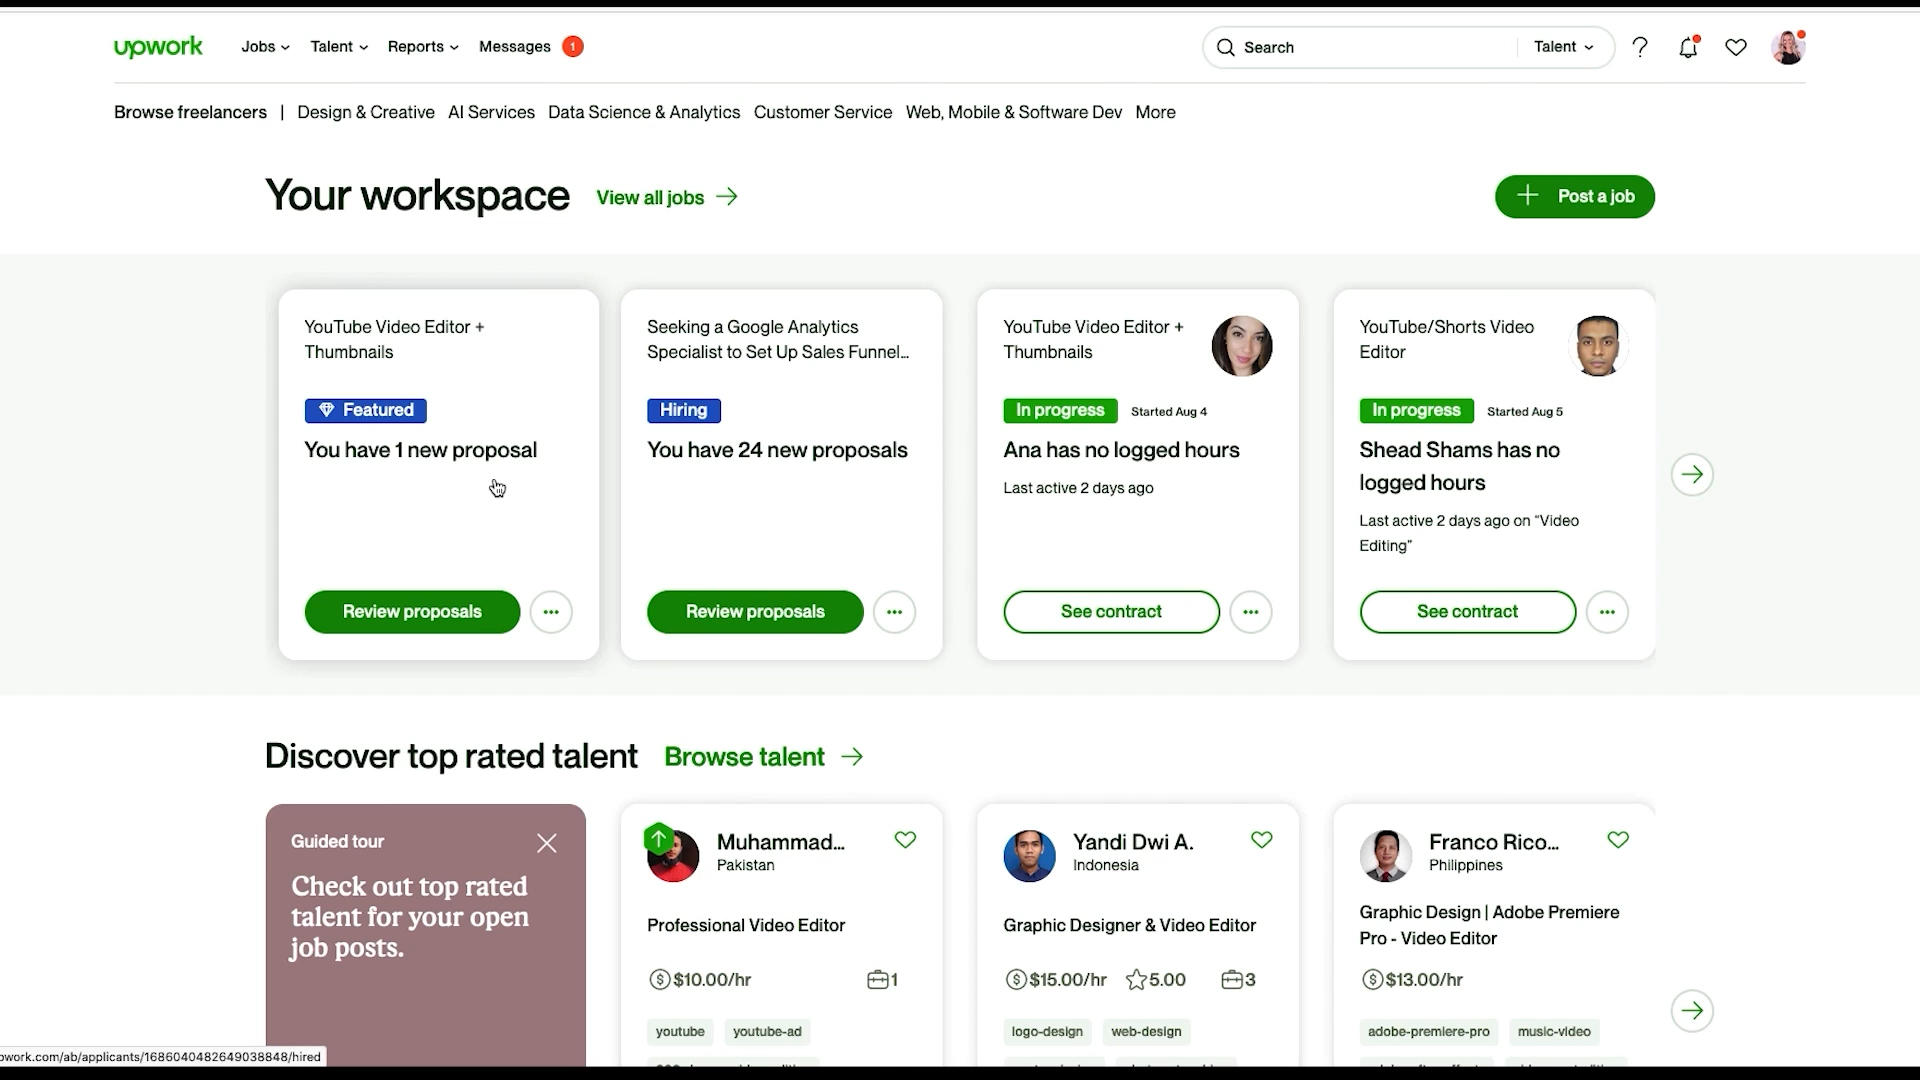 upwork
Jobs
Talent
Reports
Messages
1
Search
Talent
Browse freelancers | Design & Creative AI Services Data Science & Analytics Customer Service Web, Mobile & Software Dev More
Your workspace
View all jobs
Post a job
YouTube Video Editor +
Thumbnails
Featured
You have 1 new proposal
Review proposals
Seeking a Google Analytics
Specialist to Set Up Sales Funnel...
Hiring
You have 24 new proposals
Review proposals
YouTube Video Editor +
Thumbnails
In progress
Started Aug 4
Ana has no logged hours
Last active 2 days ago
See contract
YouTube/Shorts Video
Editor
In progress
Started Aug 5
Shead Shams has no
logged hours
Last active 2 days ago on “Video
Editing”
See contract
Discover top rated talent
Browse talent
Guided tour
Check out top rated
talent for your open
job posts.
Muhammad...
Pakistan
Professional Video Editor
$10.00/hr
1
youtube
youtube-ad
Yandi Dwi A.
Indonesia
Graphic Designer & Video Editor
$15.00/hr
5.00
3
logo-design
web-design
Franco Rico...
Philippines
Graphic Design | Adobe Premiere
Pro - Video Editor
$13.00/hr
adobe-premiere-pro
music-video
pwork.com/ab/applicants/1686040482649038848/hired